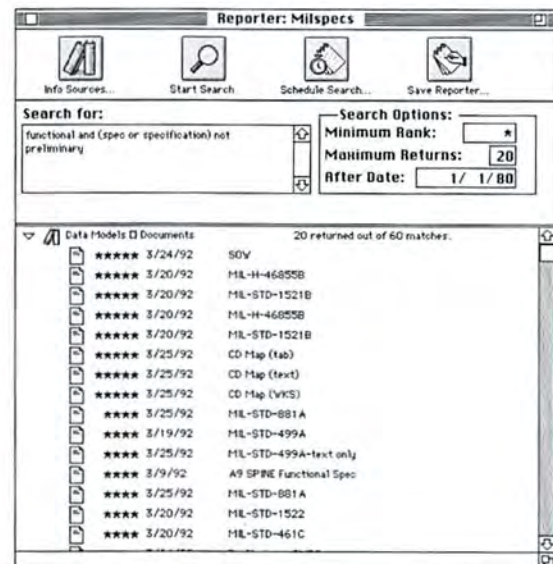 Reporter: Milspecs
Info Sources... Start Search Schedule Search... Save Reporter...
Search for:
functional and (spec or specification) not
preliminary
Search Options:
Minimum Rank: *
Maximum Returns: 20
After Date: 1/ 1/80
Data Models Documents 20 returned out of 60 matches.
★★★★★ 3/24/92 SOW
★★★★★ 3/20/92 MIL-H-46855B
★★★★★ 3/20/92 MIL-STD-1521B
★★★★★ 3/20/92 MIL-H-46855B
★★★★★ 3/20/92 MIL-STD-1521B
★★★★★ 3/25/92 CD Map (tab)
★★★★★ 3/25/92 CD Map (text)
★★★★★ 3/25/92 CD Map (WKS)
★★★★ 3/25/92 MIL-STD-881A
★★★★ 3/19/92 MIL-STD-499A
★★★★ 3/25/92 MIL-STD-499A-text only
★★★★ 3/9/92 A9 SPINE Functional Spec
★★★★ 3/25/92 MIL-STD-881A
★★★★ 3/20/92 MIL-STD-1522
★★★★ 3/20/92 MIL-STD-461C